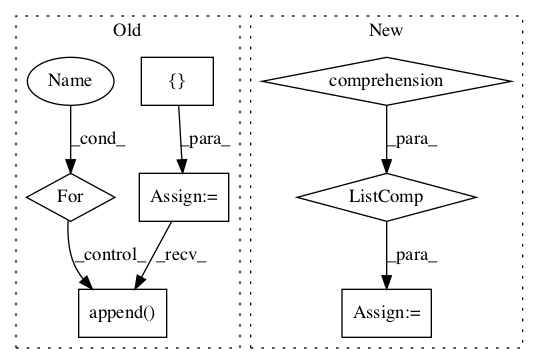 Old
New
Name
{}
comprehension
_cond_
_para_
_para_
For
Assign:=
ListComp
_control_
_recv_
_para_
append()
Assign:=